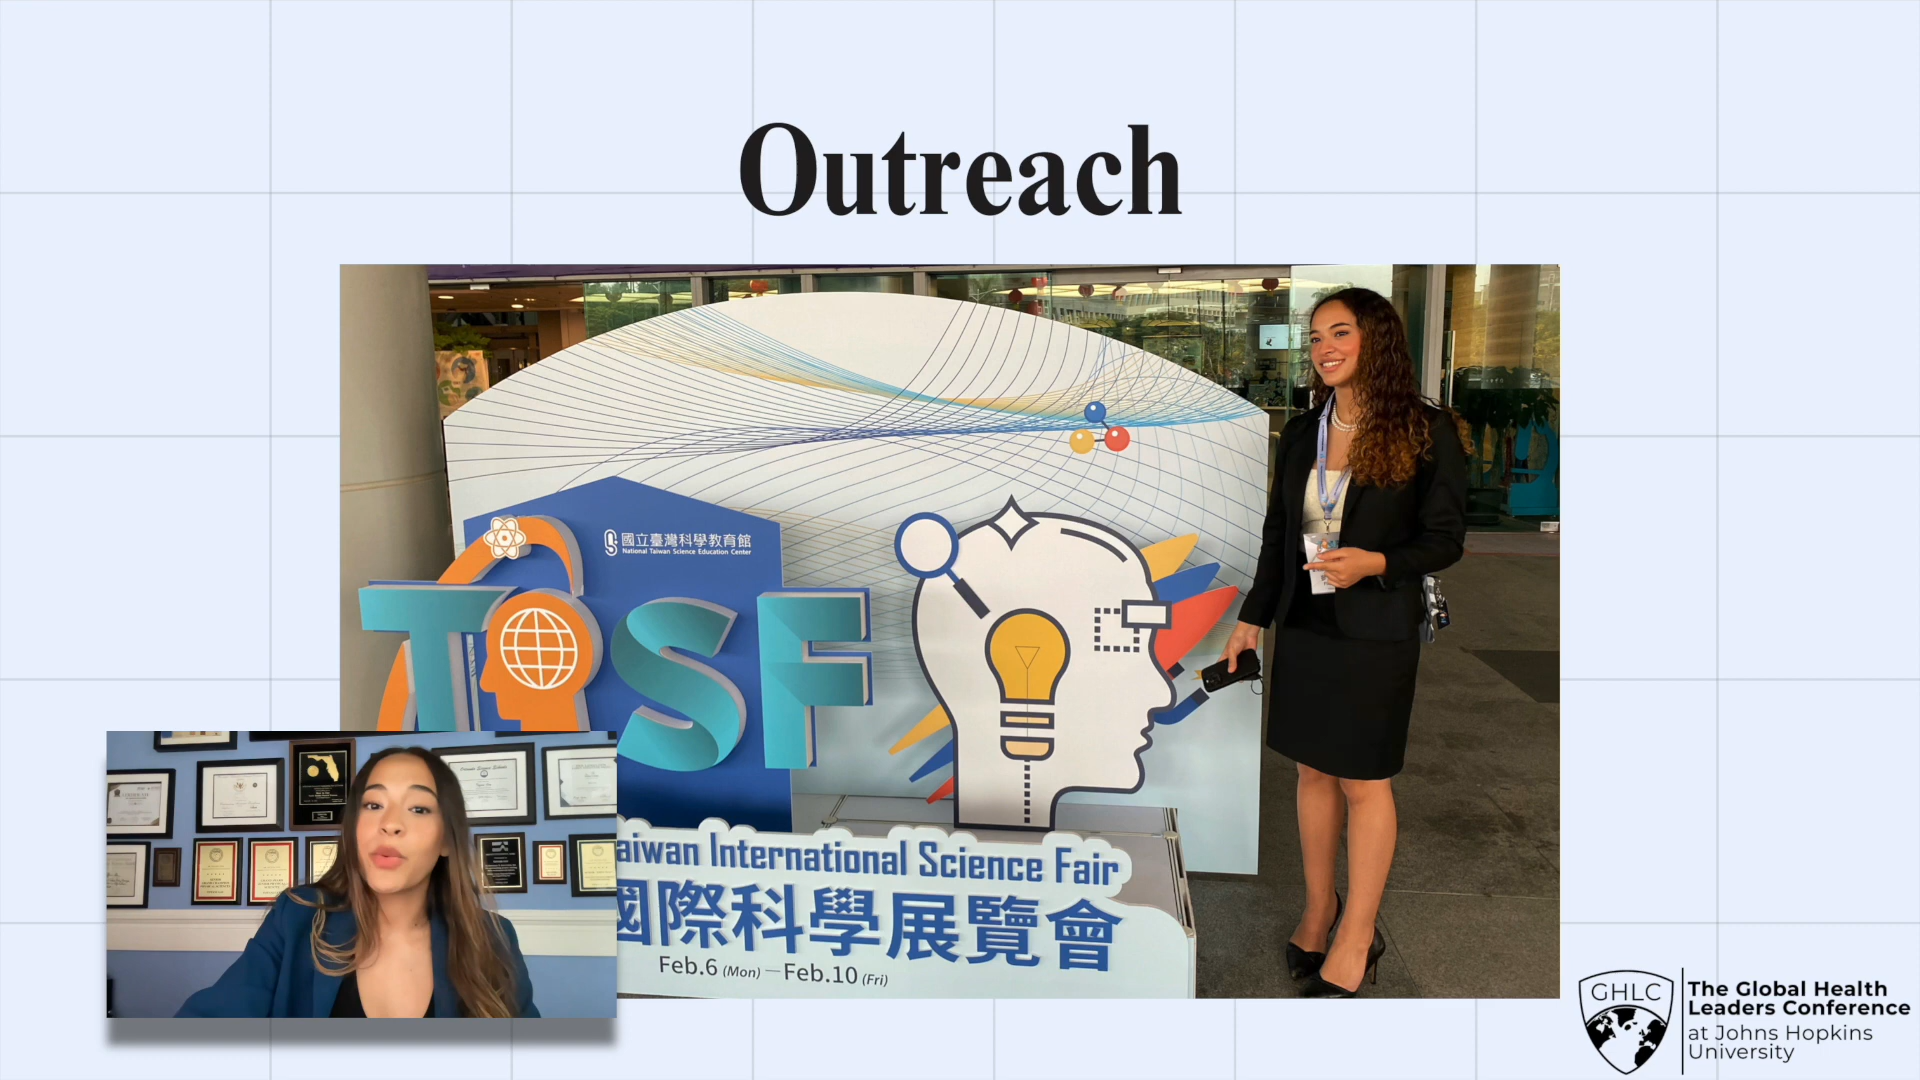 Outreach
國立臺灣科學教育館
National Taiwan Science Education Center
TISF
aiwan International Science Fair
國際科學展覽會
Feb.6 (Mon) — Feb.10 (Fri)
GHLC
The Global Health
Leaders Conference
at Johns Hopkins
University